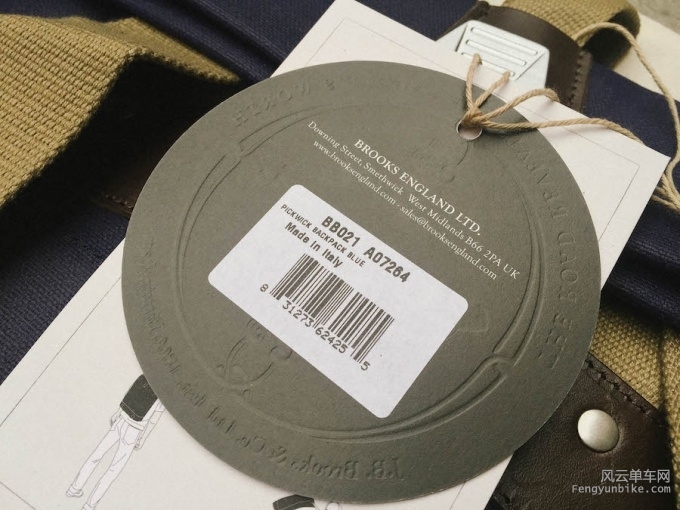 BROOKS ENGLAND LTD.
Downing Street, Smethwick West Midlands B66 2PA UK
www.brooksengland.com - sales@brooksengland.com
BB021 A07264
PICKWICK BACKPACK BLUE
Made in Italy
8 31273 62425 5
J.B. Brooks & Co. Ltd
风云单车网
Fengyunbike.com